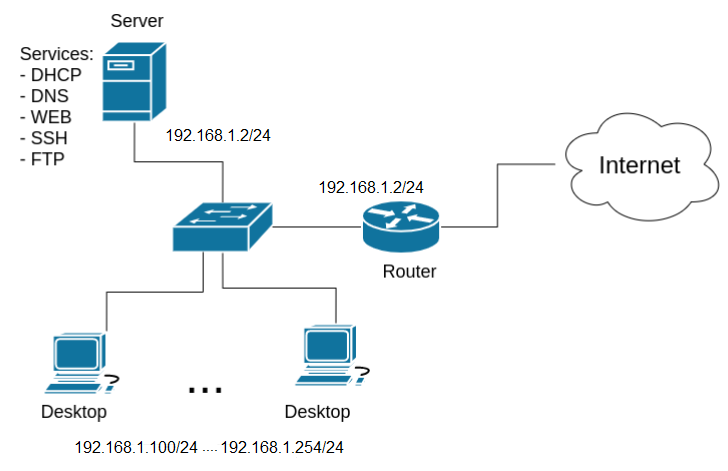 Server
Services:
- DHCP
- DNS
- WEB
- SSH
- FTP
192.168.1.2/24
192.168.1.2/24
Internet
Router
Desktop
...
Desktop
192.168.1.100/24 .... 192.168.1.254/24